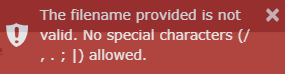 The filename provided is not
valid. No special characters (/
, . ; |) allowed.